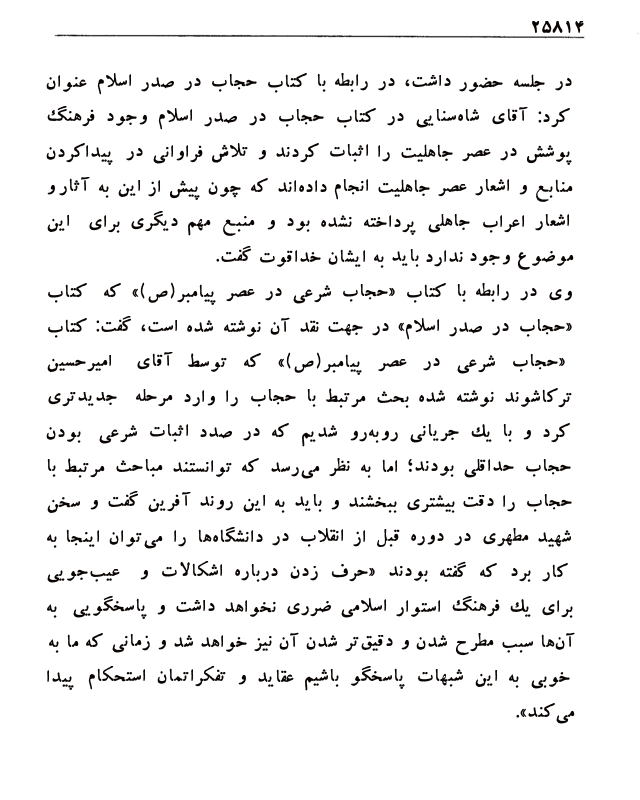 ۲۵۸۱۴
در جلسه حضور داشت، در رابطه با کتاب حجاب در صدر اسلام عنوان
کرد: آقای شاه‌سنایی در کتاب حجاب در صدر اسلام وجود فرهنگ
پوشش در عصر جاهلیت را اثبات کردند و تلاش فراوانی در پیداکردن
منابع و اشعار عصر جاهلیت انجام داده‌اند که چون پیش از این به آثار و
اشعار اعراب جاهلی پرداخته نشده بود و منبع مهم دیگری برای این
موضوع وجود ندارد باید به ایشان خداقوت گفت.
وی در رابطه با کتاب «حجاب شرعی در عصر پیامبر(ص)» که کتاب
«حجاب در صدر اسلام» در جهت نقد آن نوشته شده است، گفت: کتاب
«حجاب شرعی در عصر پیامبر(ص)» که توسط آقای امیرحسین
ترکاشوند نوشته شده بحث مرتبط با حجاب را وارد مرحله جدیدتری
کرد و با یك جریانی روبه‌رو شدیم که در صدد اثبات شرعی بودن
حجاب حداقلی بودند؛ اما به نظر می‌رسد که توانستند مباحث مرتبط با
حجاب را دقت بیشتری ببخشند و باید به این روند آفرین گفت و سخن
شهید مطهری در دوره قبل از انقلاب در دانشگاه‌ها را می‌توان اینجا به
کار برد که گفته بودند «حرف زدن درباره اشکالات و عیب‌جویی
برای یك فرهنگ استوار اسلامی ضرری نخواهد داشت و پاسخگویی به
آن‌ها سبب مطرح شدن و دقیق‌تر شدن آن نیز خواهد شد و زمانی که ما به
خوبی به این شبهات پاسخگو باشیم عقاید و تفکراتمان استحکام پیدا
می‌کند».